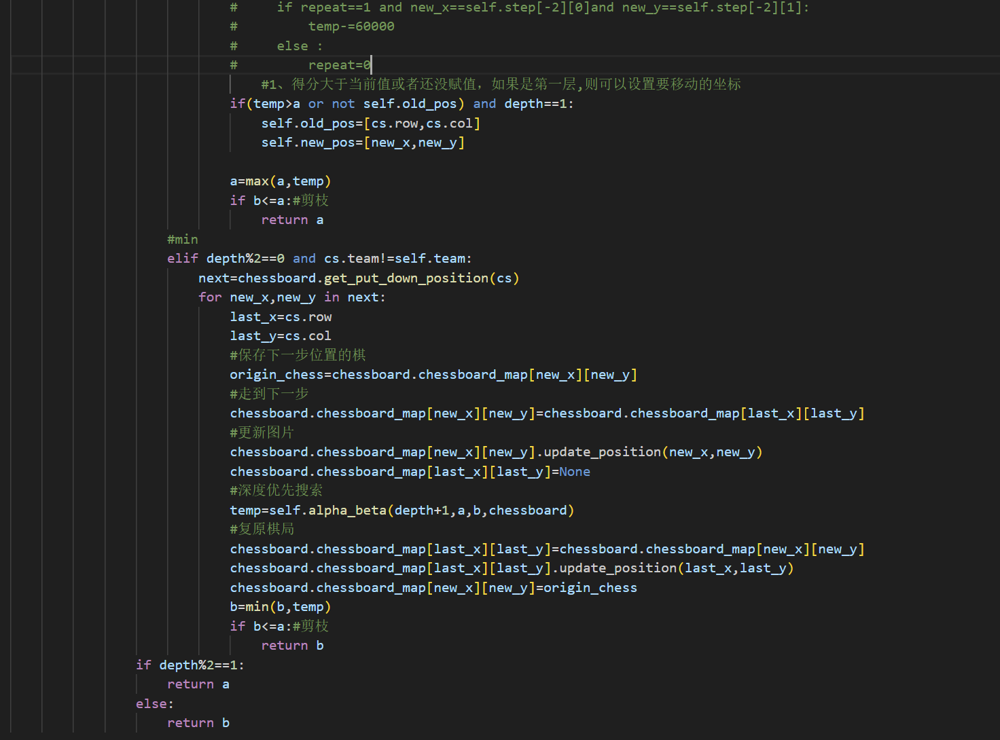 #     if repeat==1 and new_x==self.step[-2][0]and new_y==self.step[-2][1]:
#         temp-=60000
#     else :
#         repeat=0
    #1、得分大于当前值或者还没赋值，如果是第一层,则可以设置要移动的坐标
if(temp>a or not self.old_pos) and depth==1:
    self.old_pos=[cs.row,cs.col]
    self.new_pos=[new_x,new_y]
a=max(a,temp)
if b<=a:#剪枝
    return a
#min
elif depth%2==0 and cs.team!=self.team:
    next=chessboard.get_put_down_position(cs)
    for new_x,new_y in next:
        last_x=cs.row
        last_y=cs.col
        #保存下一步位置的棋
        origin_chess=chessboard.chessboard_map[new_x][new_y]
        #走到下一步
        chessboard.chessboard_map[new_x][new_y]=chessboard.chessboard_map[last_x][last_y]
        #更新图片
        chessboard.chessboard_map[new_x][new_y].update_position(new_x,new_y)
        chessboard.chessboard_map[last_x][last_y]=None
        #深度优先搜索
        temp=self.alpha_beta(depth+1,a,b,chessboard)
        #复原棋局
        chessboard.chessboard_map[last_x][last_y]=chessboard.chessboard_map[new_x][new_y]
        chessboard.chessboard_map[last_x][last_y].update_position(last_x,last_y)
        chessboard.chessboard_map[new_x][new_y]=origin_chess
        b=min(b,temp)
        if b<=a:#剪枝
            return b
if depth%2==1:
    return a
else:
    return b